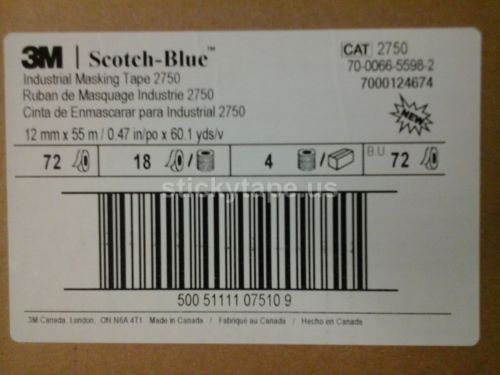 3M Scotch-Blue™ CAT 2750
70-0066-5598-2
Industrial Masking Tape 2750 7000124674
Ruban de Masquage Industrie 2750
Cinta de Enmascarar para Industrial 2750
NEW
12 mm x 55 m / 0.47 in/po x 60.1 yds/v
72 18 / 4 / B.U. 72
stickytape.us
500 51111 07510 9
3M Canada, London, ON N6A 4T1 Made in Canada / Fabriqué au Canada / Hecho en Canada